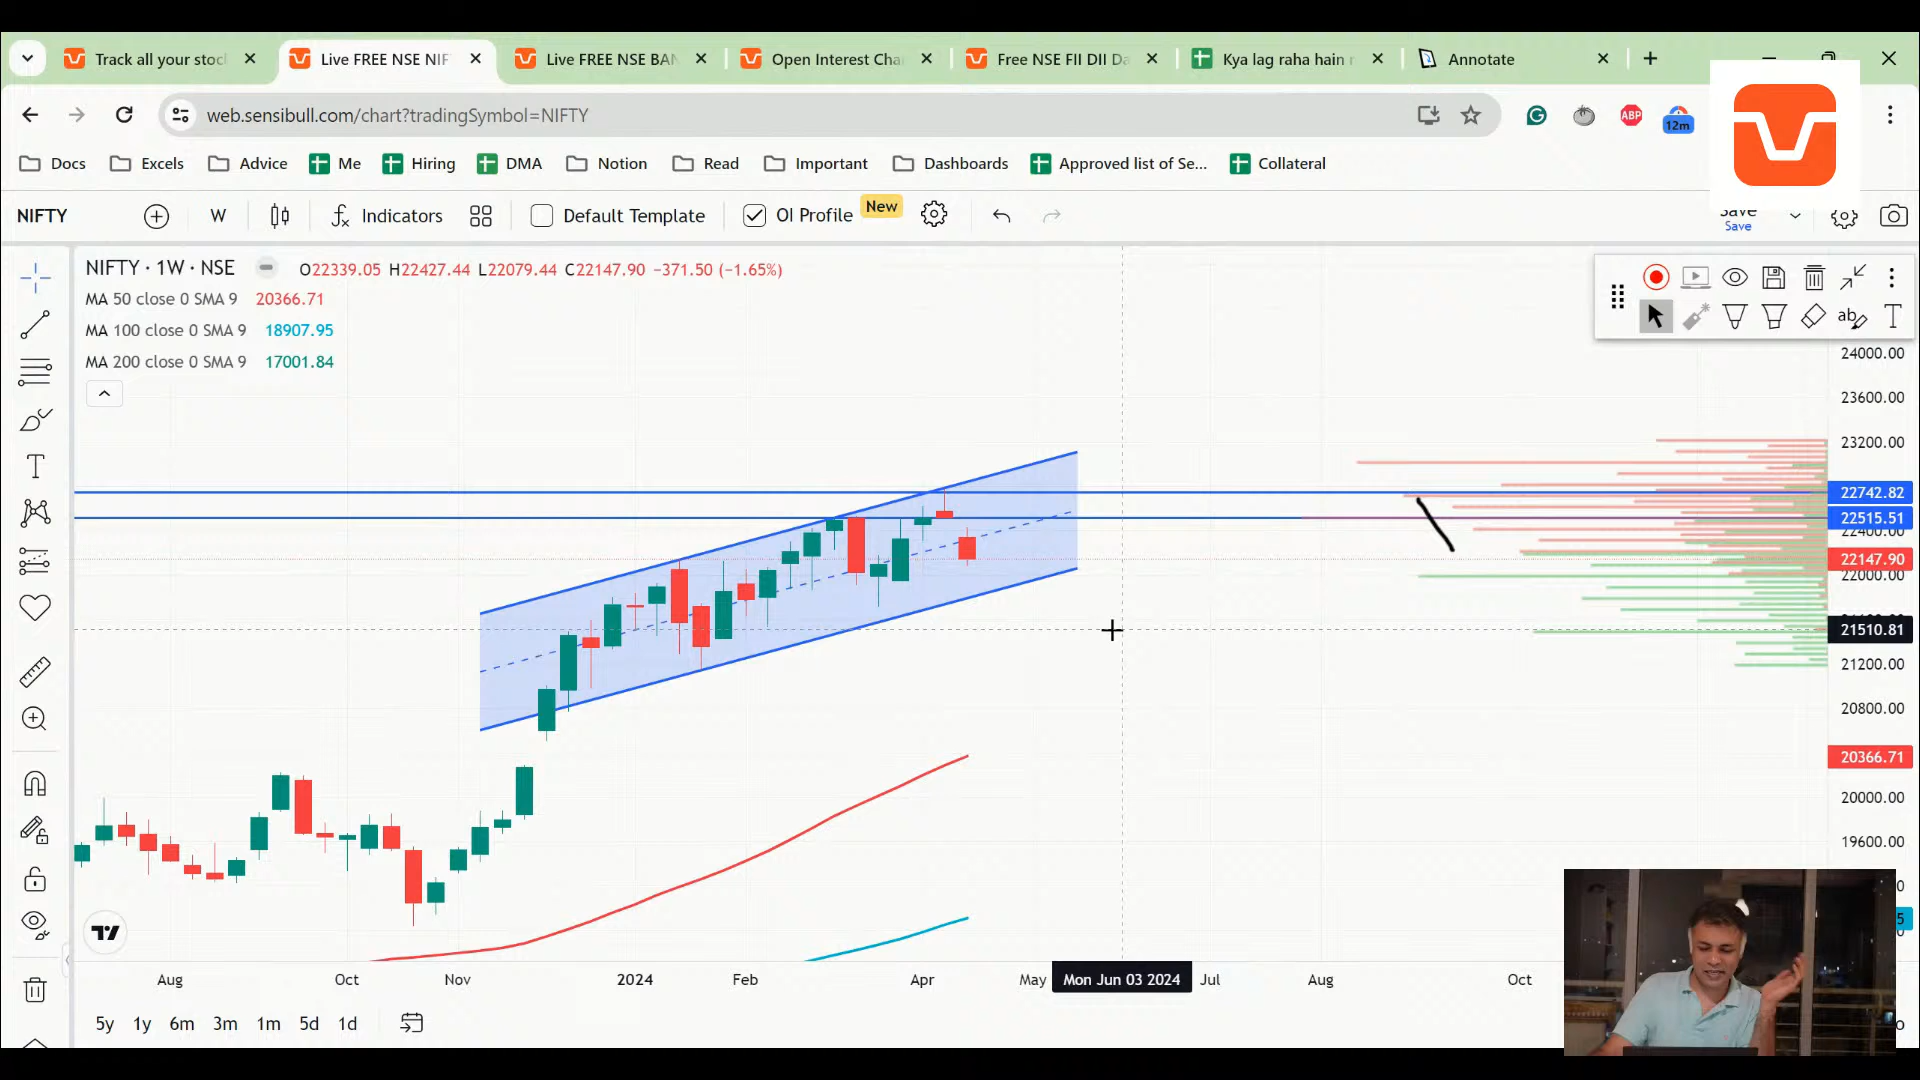 Track all your stoc
Live FREE NSE NIF
Live FREE NSE BAN
Open Interest Cha
Free NSE FII DII Da
Kya lag raha hain
Annotate
web.sensibull.com/chart?tradingSymbol=NIFTY
ABP
12m
Docs
Excels
Advice
Me
Hiring
DMA
Notion
Read
Important
Dashboards
Approved list of Se...
Collateral
NIFTY
W
Indicators
Default Template
OI Profile
New
Save
Save
NIFTY · 1W · NSE
O22339.05 H22427.44 L22079.44 C22147.90 −371.50 (−1.65%)
MA 50 close 0 SMA 9 20366.71
MA 100 close 0 SMA 9 18907.95
MA 200 close 0 SMA 9 17001.84
24000.00
23600.00
23200.00
22742.82
22515.51
22400.00
22147.90
22000.00
21510.81
21200.00
20800.00
20366.71
20000.00
19600.00
Aug
Oct
Nov
2024
Feb
Apr
May
Mon Jun 03 2024
Jul
Aug
Oct
5y
1y
6m
3m
1m
5d
1d